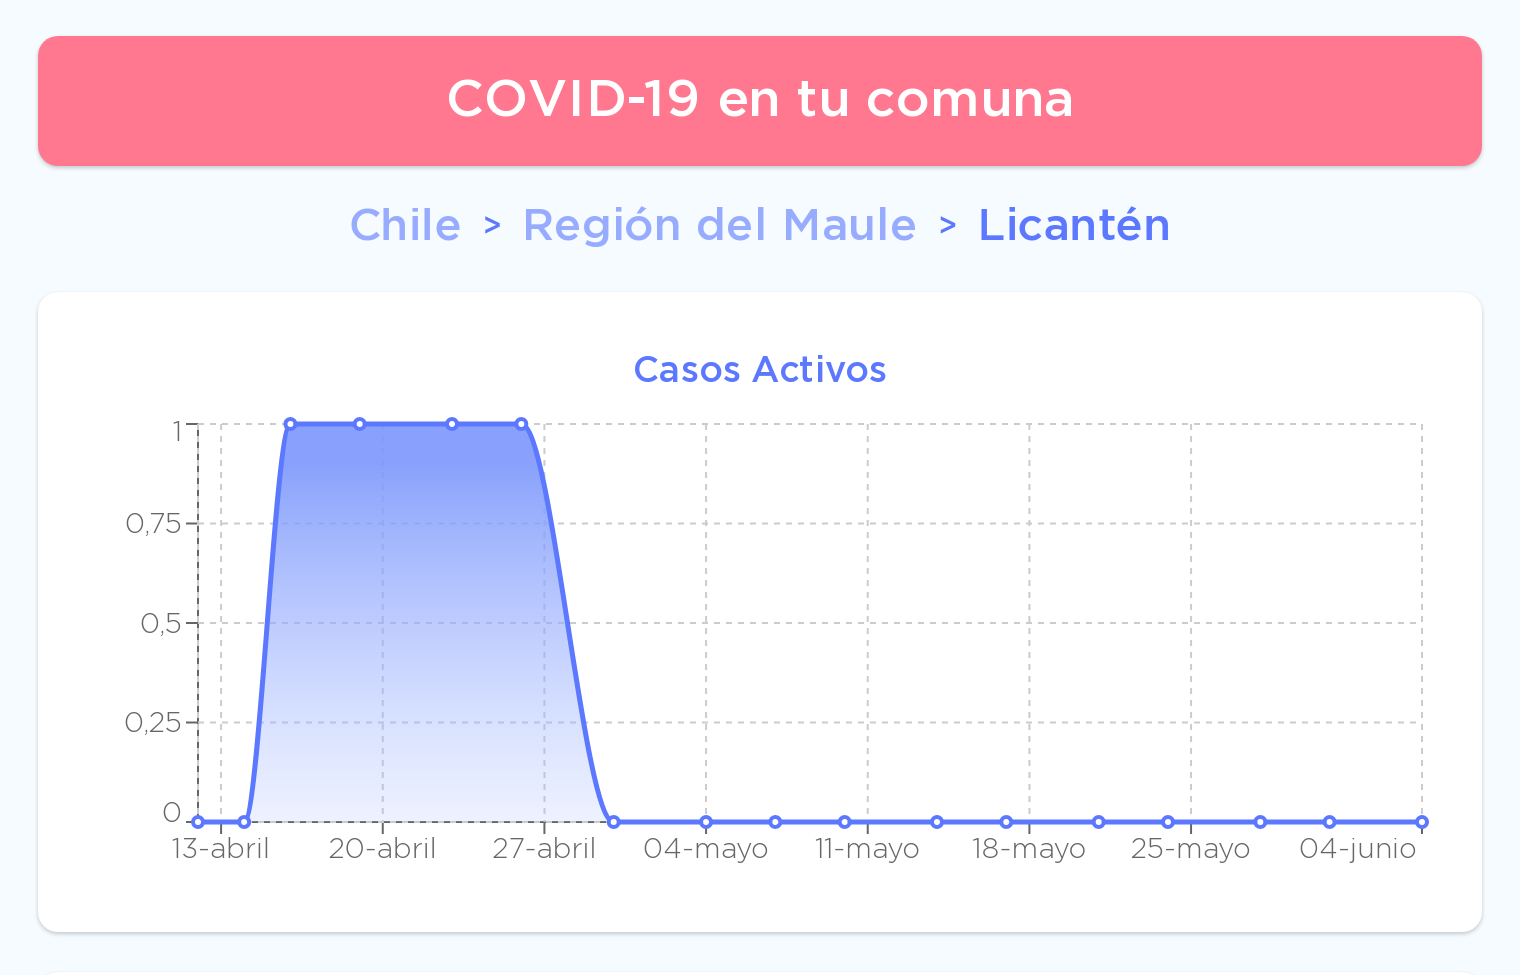 COVID-19 en tu comuna
Chile > Región del Maule > Licantén
Casos Activos
1
0,75
0,5
0,25
0
13-abril 20-abril 27-abril 04-mayo 11-mayo 18-mayo 25-mayo 04-junio